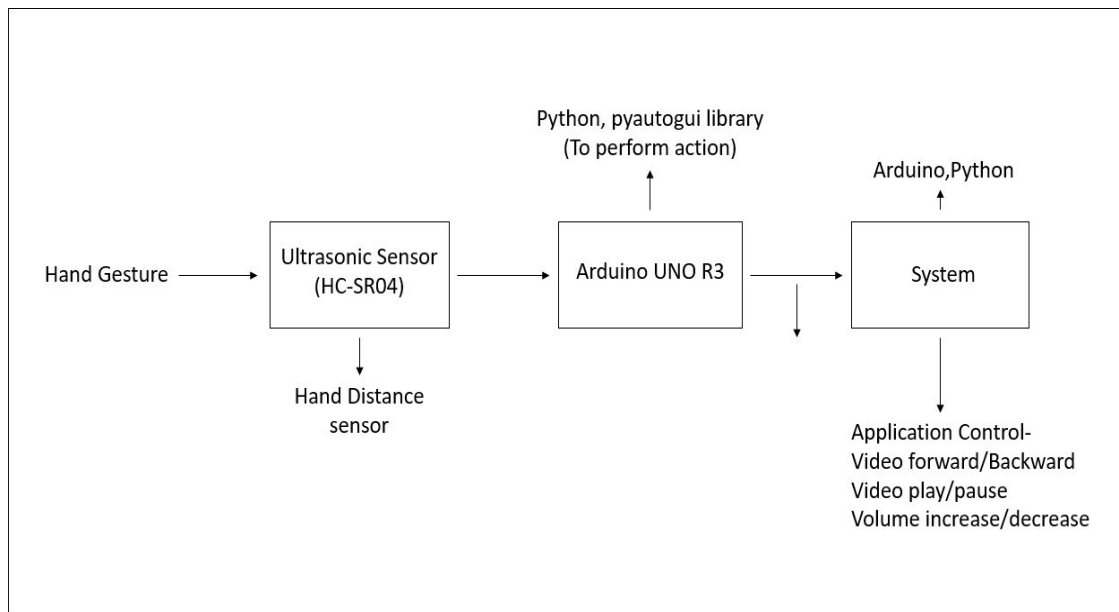 Python, pyautogui library
(To perform action)
Arduino,Python
Hand Gesture
Ultrasonic Sensor
(HC-SR04)
Arduino UNO R3
System
Hand Distance
sensor
Application Control-
Video forward/Backward
Video play/pause
Volume increase/decrease